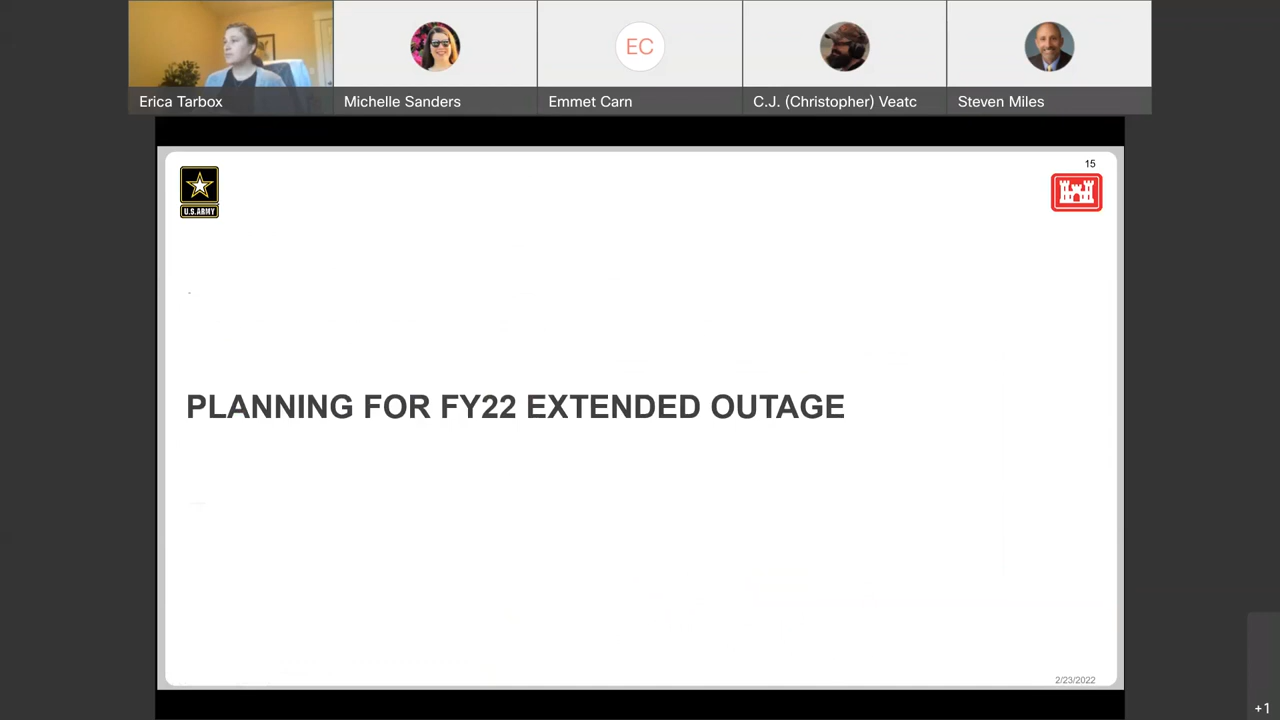 Erica Tarbox
Michelle Sanders
EC
Emmet Carn
C.J. (Christopher) Veatc
Steven Miles
15
U.S.ARMY
PLANNING FOR FY22 EXTENDED OUTAGE
2/23/2022
+1